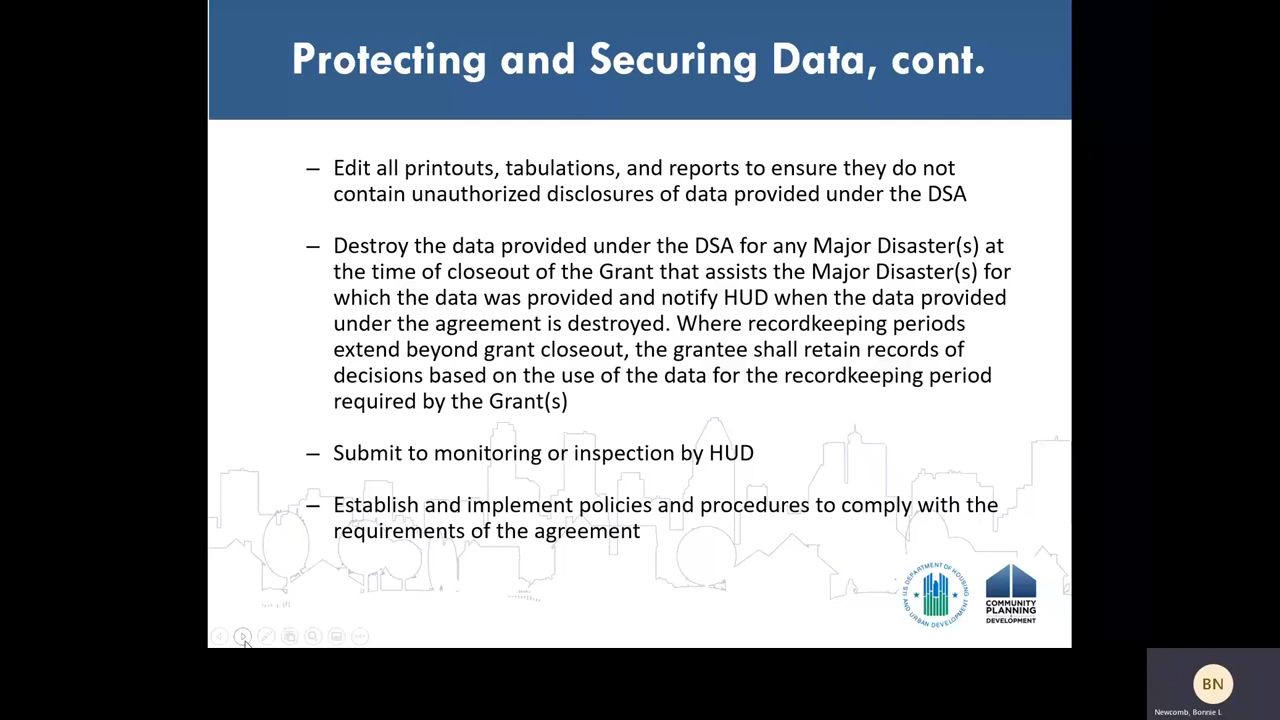 Protecting and Securing Data, cont.
– Edit all printouts, tabulations, and reports to ensure they do not
contain unauthorized disclosures of data provided under the DSA
– Destroy the data provided under the DSA for any Major Disaster(s) at
the time of closeout of the Grant that assists the Major Disaster(s) for
which the data was provided and notify HUD when the data provided
under the agreement is destroyed. Where recordkeeping periods
extend beyond grant closeout, the grantee shall retain records of
decisions based on the use of the data for the recordkeeping period
required by the Grant(s)
– Submit to monitoring or inspection by HUD
– Establish and implement policies and procedures to comply with the
requirements of the agreement
U.S. DEPARTMENT OF HOUSING
AND URBAN DEVELOPMENT
COMMUNITY
PLANNING
DEVELOPMENT
BN
Newcomb, Bonnie L